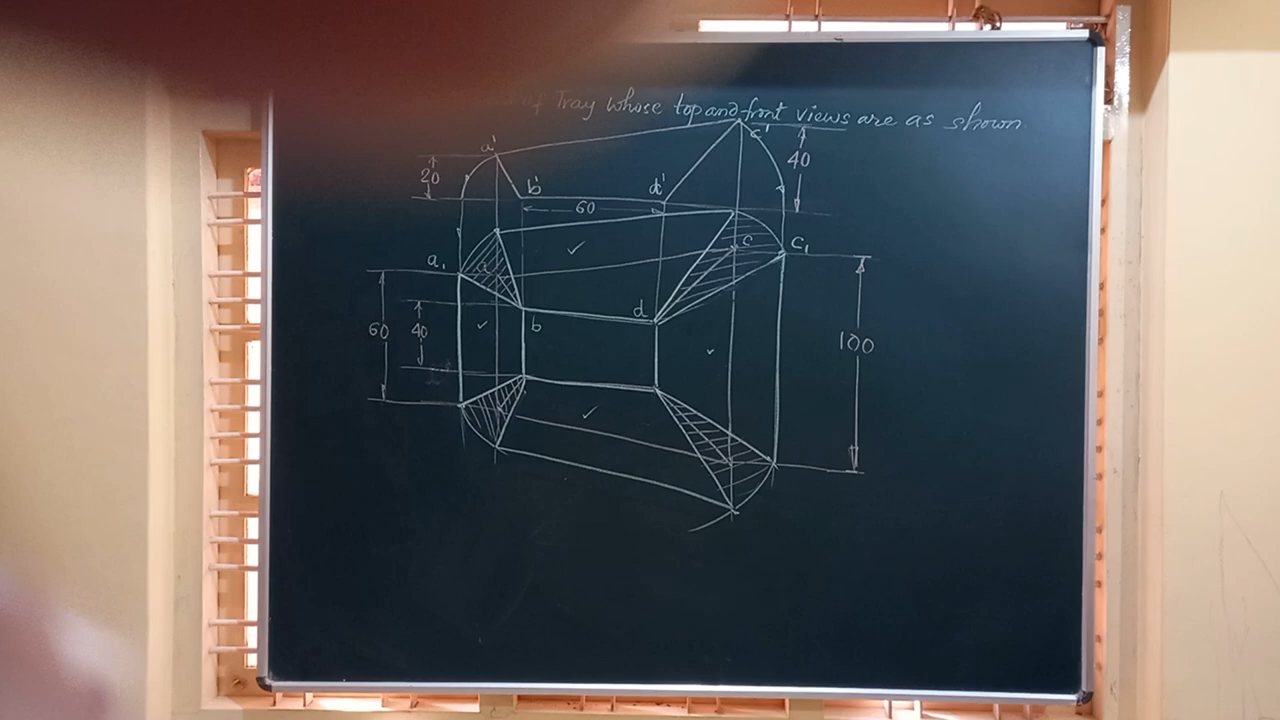 of Tray whose top and front views are as shown
a' c'
20 40
b' d'
60
a₁ a c c₁
b d
60 40 100